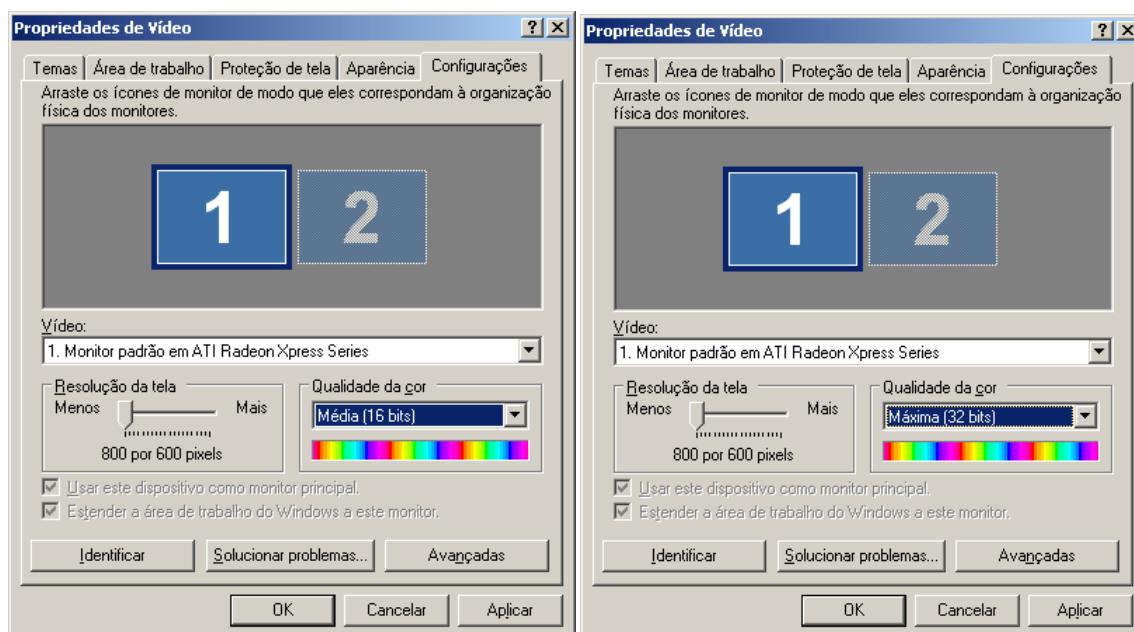 Propriedades de Vídeo
Temas Área de trabalho Proteção de tela Aparência Configurações
Arraste os ícones de monitor de modo que eles correspondam à organização
física dos monitores.
1 2
Vídeo:
1. Monitor padrão em ATI Radeon Xpress Series
Resolução da tela
Menos Mais
800 por 600 pixels
Qualidade da cor
Média (16 bits)
Usar este dispositivo como monitor principal.
Estender a área de trabalho do Windows a este monitor.
Identificar Solucionar problemas... Avançadas
OK Cancelar Aplicar
Propriedades de Vídeo
Temas Área de trabalho Proteção de tela Aparência Configurações
Arraste os ícones de monitor de modo que eles correspondam à organização
física dos monitores.
1 2
Vídeo:
1. Monitor padrão em ATI Radeon Xpress Series
Resolução da tela
Menos Mais
800 por 600 pixels
Qualidade da cor
Máxima (32 bits)
Usar este dispositivo como monitor principal.
Estender a área de trabalho do Windows a este monitor.
Identificar Solucionar problemas... Avançadas
OK Cancelar Aplicar